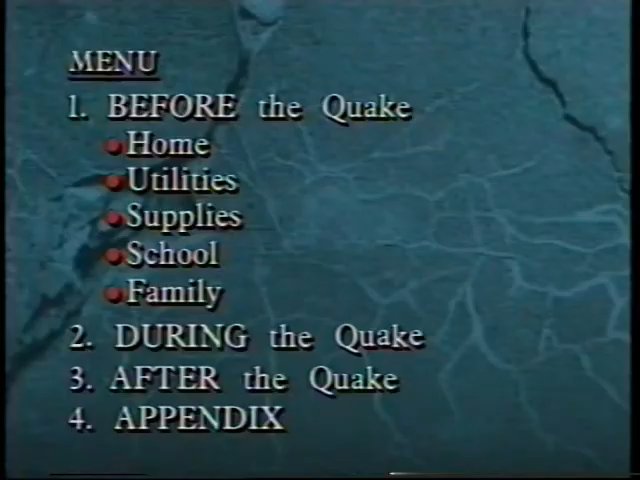 MENU
1. BEFORE the Quake
• Home
• Utilities
• Supplies
• School
• Family
2. DURING the Quake
3. AFTER the Quake
4. APPENDIX